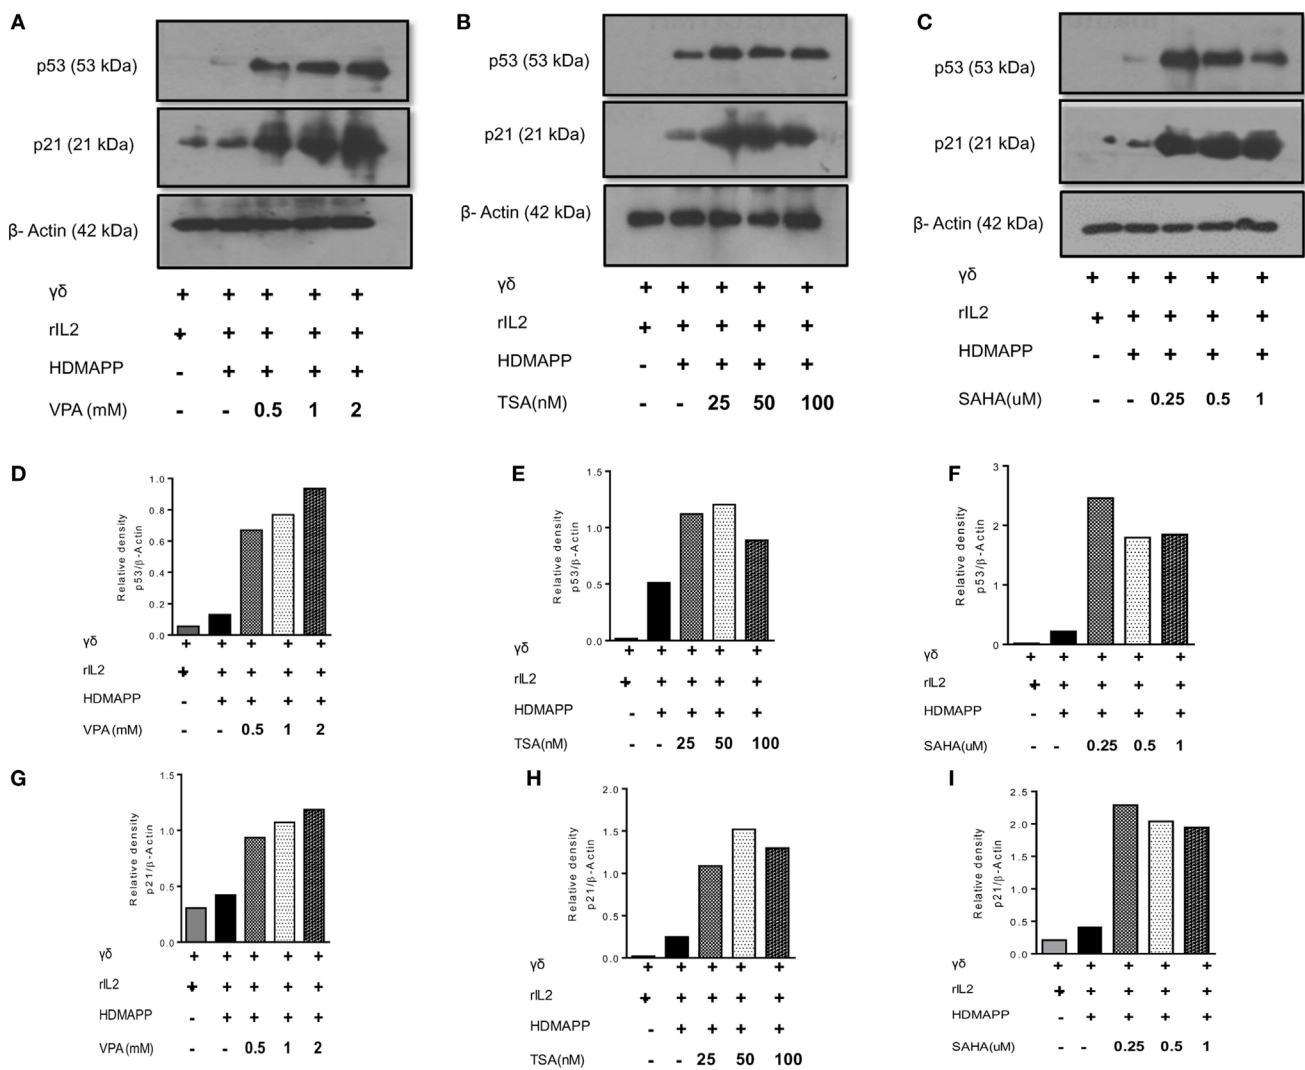 A
p53 (53 kDa)
p21 (21 kDa)
β- Actin (42 kDa)
γδ + + + + +
rIL2 + + + + +
HDMAPP - + + + +
VPA (mM) - - 0.5 1 2
B
p53 (53 kDa)
p21 (21 kDa)
β- Actin (42 kDa)
γδ + + + + +
rIL2 + + + + +
HDMAPP - + + + +
TSA(nM) - - 25 50 100
C
p53 (53 kDa)
p21 (21 kDa)
β- Actin (42 kDa)
γδ + + + + +
rIL2 + + + + +
HDMAPP - + + + +
SAHA(uM) - - 0.25 0.5 1
D
Relative density
p53/β-Actin
1.0
0.8
0.6
0.4
0.2
0.0
γδ + + + + +
rIL2 + + + + +
HDMAPP - + + + +
VPA(mM) - - 0.5 1 2
E
Relative density
p53/β-Actin
1.5
1.0
0.5
0.0
γδ + + + + +
rIL2 + + + + +
HDMAPP - + + + +
TSA(nM) - - 25 50 100
F
Relative density
p53/β-Actin
3
2
1
0
γδ + + + + +
rIL2 + + + + +
HDMAPP - + + + +
SAHA(uM) - - 0.25 0.5 1
G
Relative density
p21/β-Actin
1.5
1.0
0.5
0.0
γδ + + + + +
rIL2 + + + + +
HDMAPP - + + + +
VPA(mM) - - 0.5 1 2
H
Relative density
p21/β-Actin
2.0
1.5
1.0
0.5
0.0
γδ + + + + +
rIL2 + + + + +
HDMAPP - + + + +
TSA(nM) - - 25 50 100
I
Relative density
p21/β-Actin
2.5
2.0
1.5
1.0
0.5
0.0
γδ + + + + +
rIL2 + + + + +
HDMAPP - + + + +
SAHA(uM) - - 0.25 0.5 1